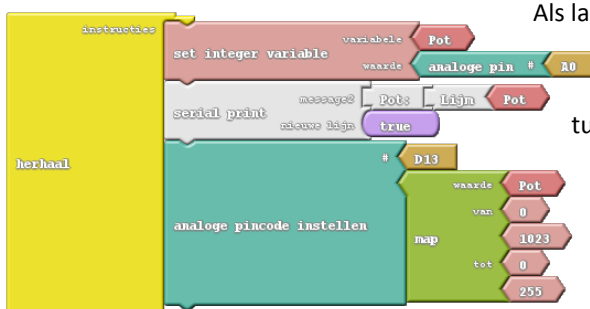 Als la
instructies
variabele Pot
set integer variable
waarde analoge pin # A0
message2 Pot: Lijn Pot
serial print
nieuwe lijn true
tu
# D13
herhaal
waarde Pot
van 0
analoge pincode instellen
map
1023
tot 0
255